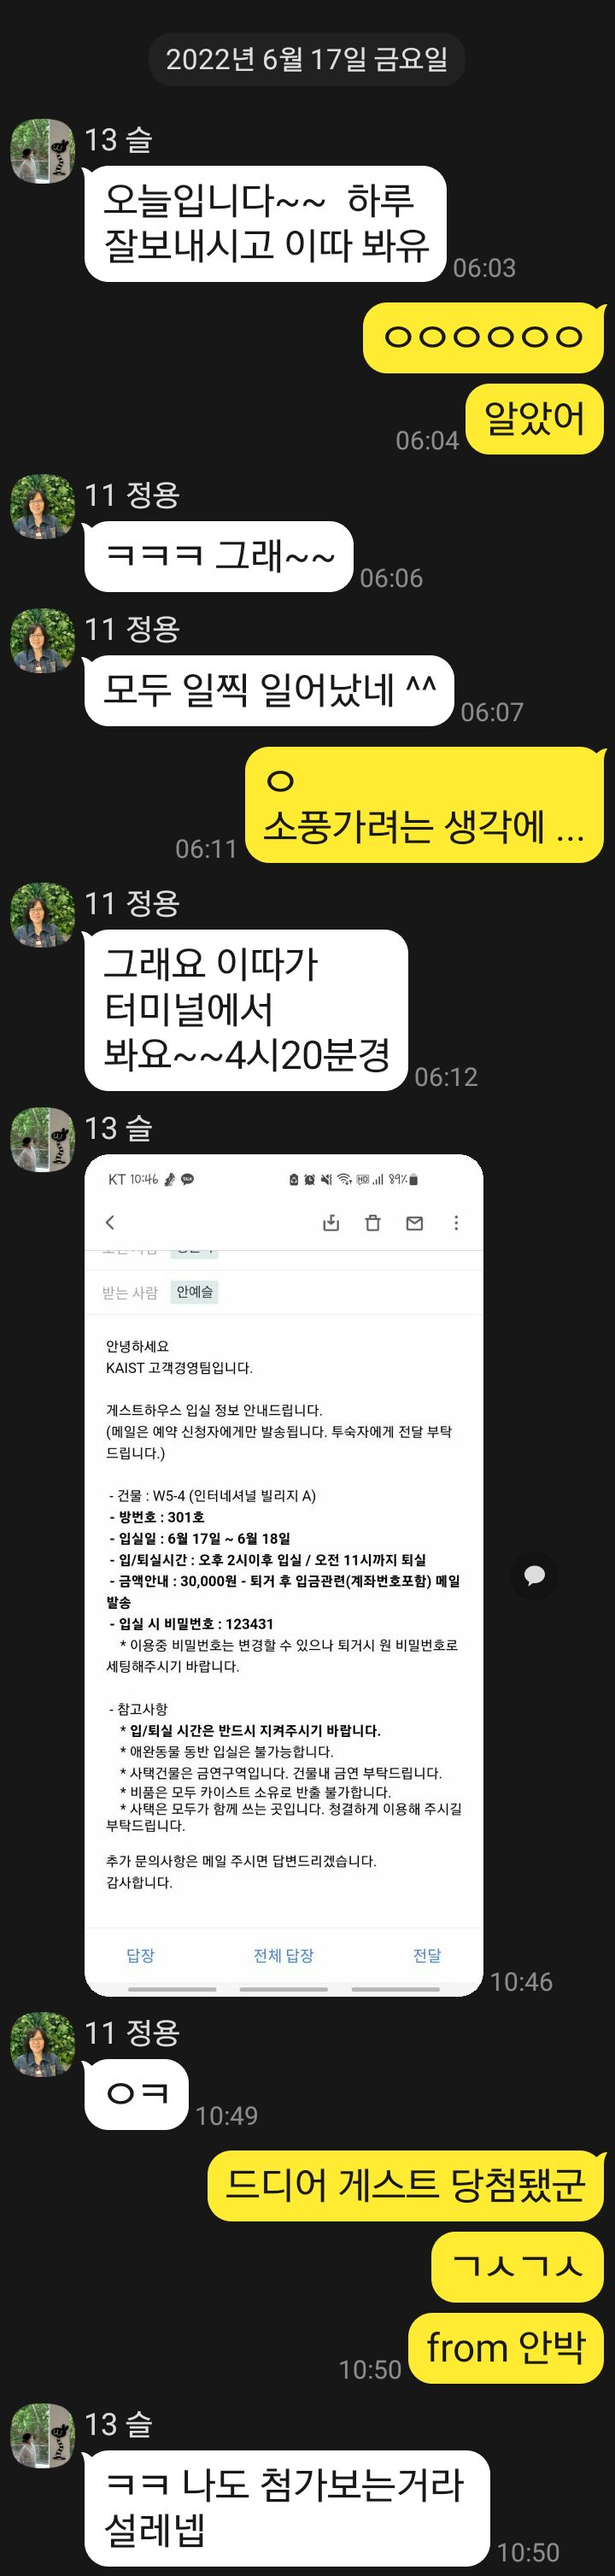 2022년 6월 17일 금요일
13 슬
오늘입니다~~ 하루
잘보내시고 이따 봐유
06:03
ㅇㅇㅇㅇㅇㅇ
알았어
06:04
11 정용
ㅋㅋㅋ 그래~~
06:06
11 정용
모두 일찍 일어났네 ^^
06:07
ㅇ
소풍가려는 생각에 ...
06:11
11 정용
그래요 이따가
터미널에서
봐요~~4시20분경
06:12
13 슬
KT 10:46
89%
받는 사람 안예슬
안녕하세요
KAIST 고객경영팀입니다.
게스트하우스 입실 정보 안내드립니다.
(메일은 예약 신청자에게만 발송됩니다. 투숙자에게 전달 부탁
드립니다.)
- 건물 : W5-4 (인터네셔널 빌리지 A)
- 방번호 : 301호
- 입실일 : 6월 17일 ~ 6월 18일
- 입/퇴실시간 : 오후 2시이후 입실 / 오전 11시까지 퇴실
- 금액안내 : 30,000원 - 퇴거 후 입금관련(계좌번호포함) 메일
발송
- 입실 시 비밀번호 : 123431
* 이용중 비밀번호는 변경할 수 있으나 퇴거시 원 비밀번호로
세팅해주시기 바랍니다.
- 참고사항
* 입/퇴실 시간은 반드시 지켜주시기 바랍니다.
* 애완동물 동반 입실은 불가능합니다.
* 사택건물은 금연구역입니다. 건물내 금연 부탁드립니다.
* 비품은 모두 카이스트 소유로 반출 불가합니다.
* 사택은 모두가 함께 쓰는 곳입니다. 청결하게 이용해 주시길
부탁드립니다.
추가 문의사항은 메일 주시면 답변드리겠습니다.
감사합니다.
답장 전체 답장 전달
10:46
11 정용
ㅇㅋ
10:49
드디어 게스트 당첨됐군
ㄱㅅㄱㅅ
from 안박
10:50
13 슬
ㅋㅋ 나도 첨가보는거라
설레넵
10:50